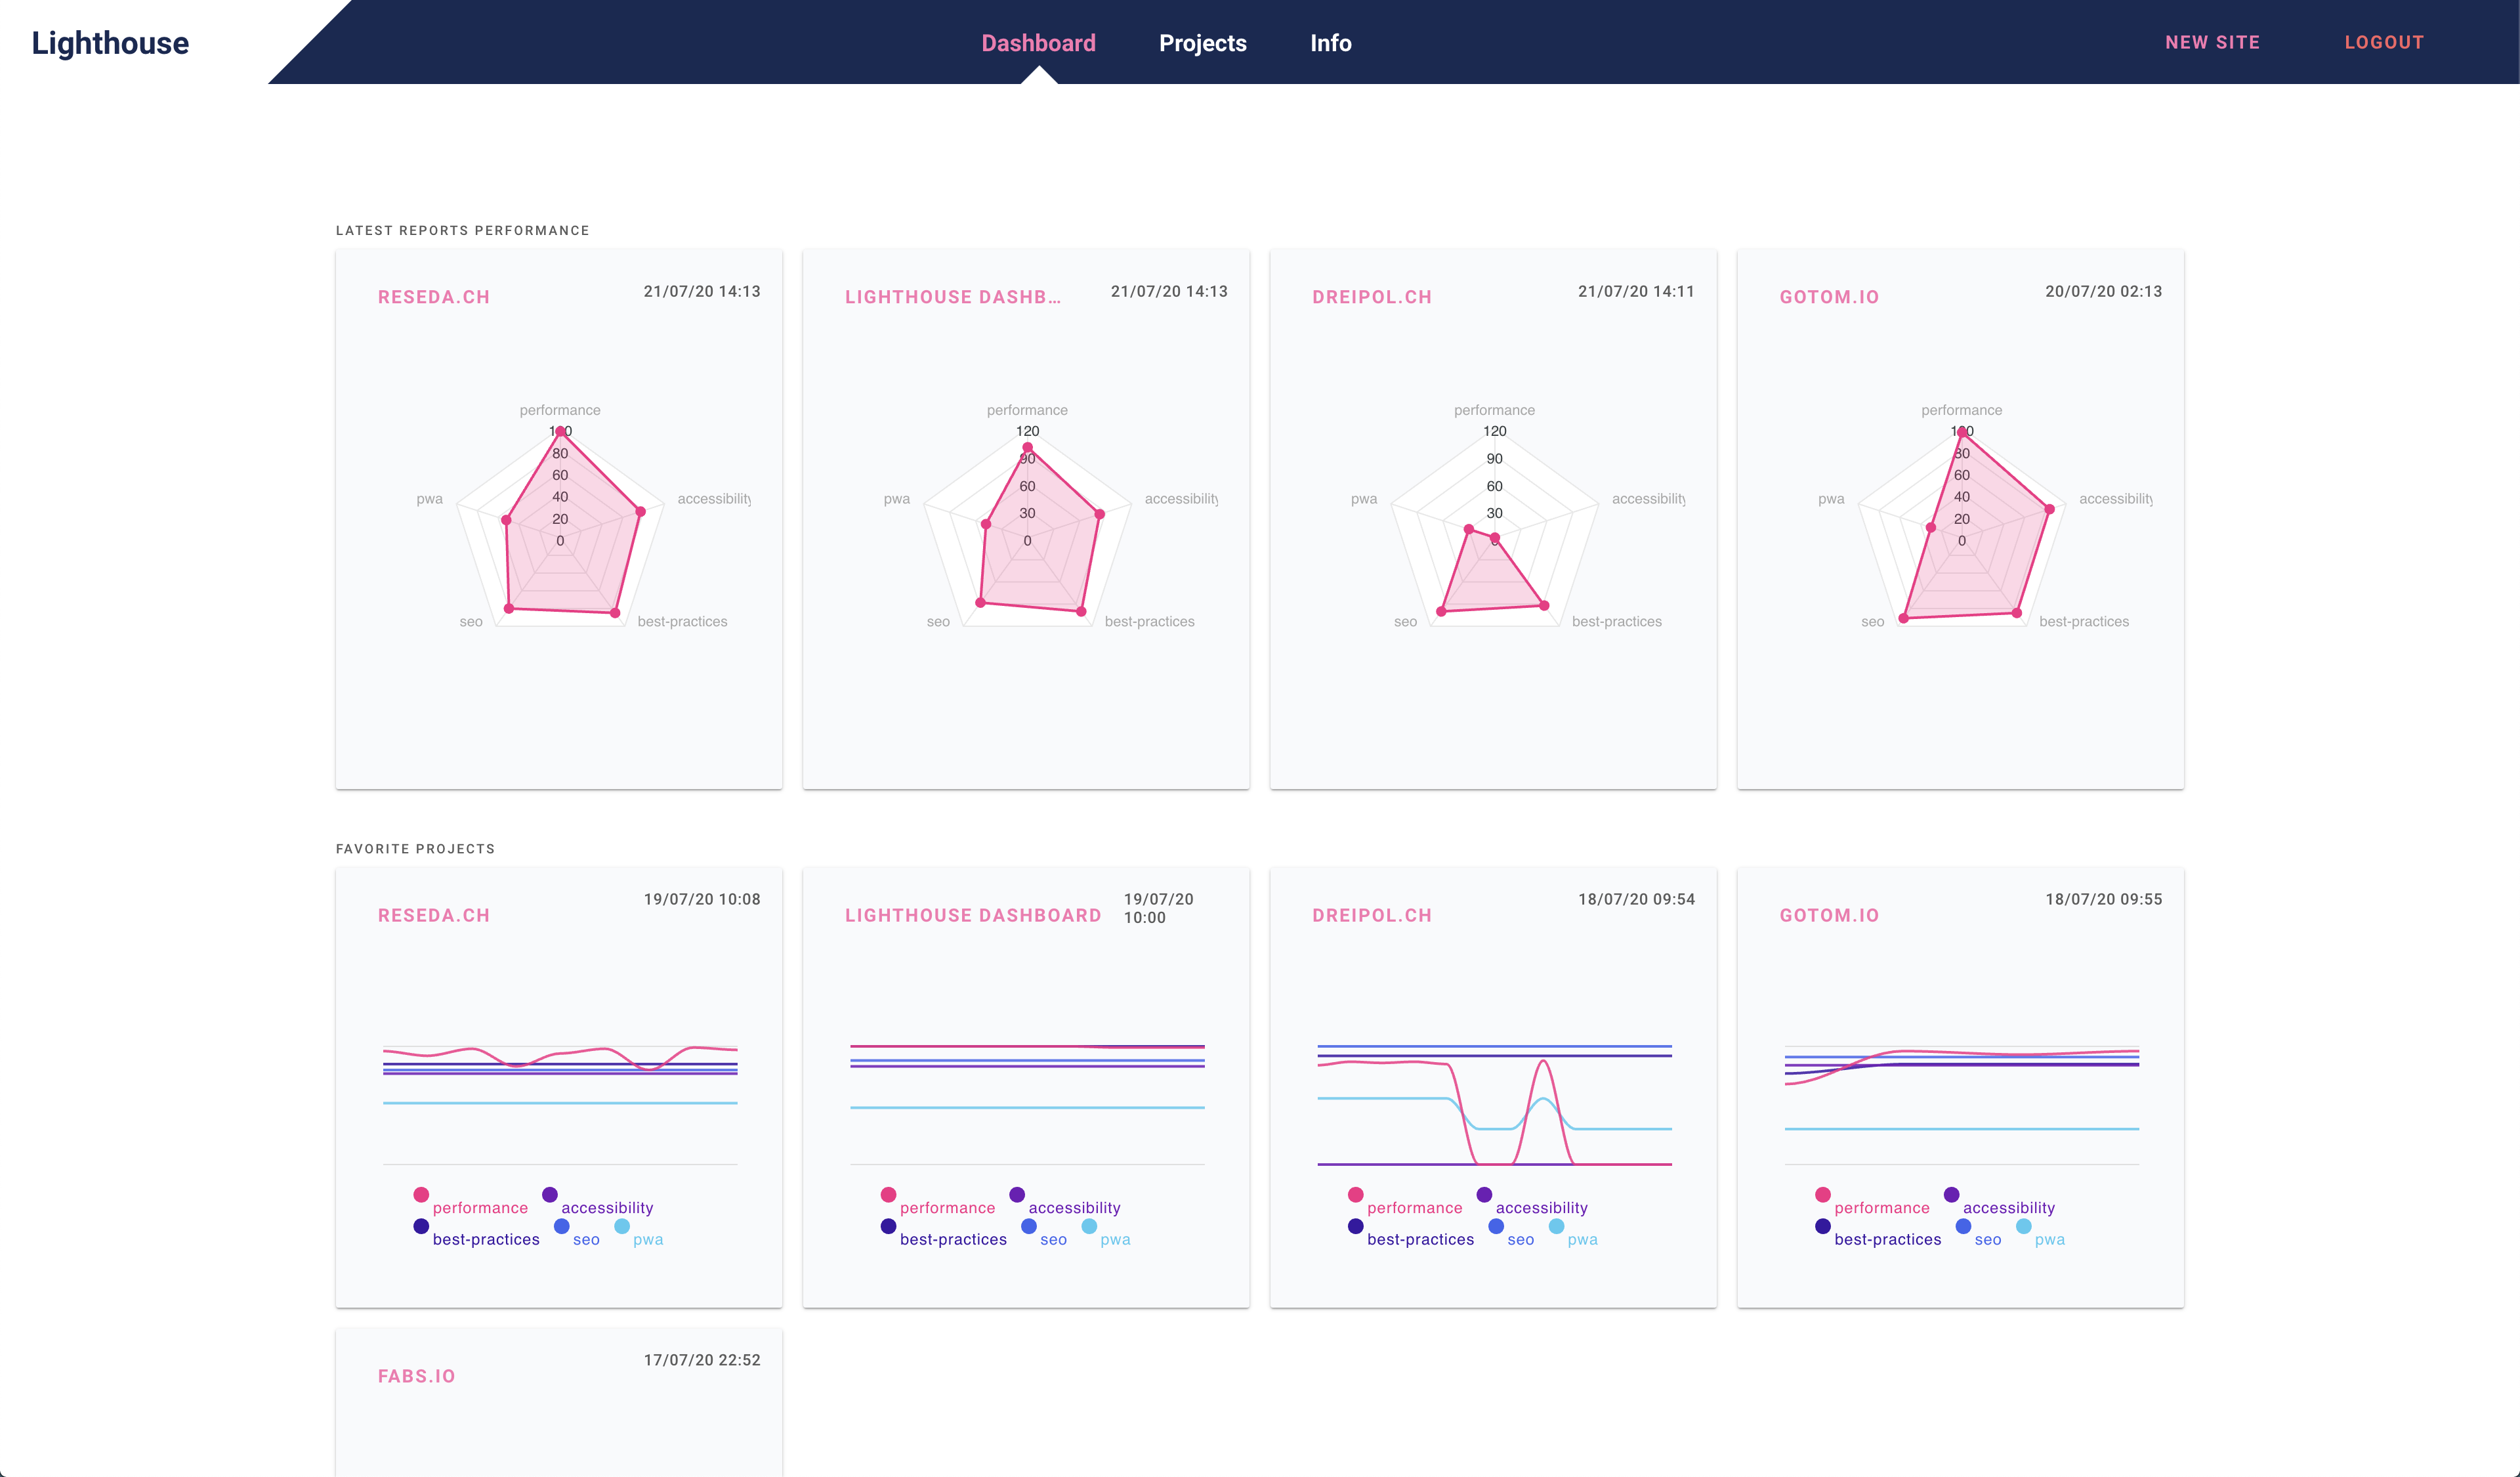 Lighthouse
Dashboard Projects Info
NEW SITE LOGOUT
LATEST REPORTS PERFORMANCE
RESEDA.CH 21/07/20 14:13
performance
100
80
60
40
20
0
pwa
accessibility
seo
best-practices
LIGHTHOUSE DASHB… 21/07/20 14:13
performance
120
90
60
30
0
pwa
accessibility
seo
best-practices
DREIPOL.CH 21/07/20 14:11
performance
120
90
60
30
0
pwa
accessibility
seo
best-practices
GOTOM.IO 20/07/20 02:13
performance
100
80
60
40
20
0
pwa
accessibility
seo
best-practices
FAVORITE PROJECTS
RESEDA.CH 19/07/20 10:08
performance accessibility
best-practices seo pwa
LIGHTHOUSE DASHBOARD 19/07/20
10:00
performance accessibility
best-practices seo pwa
DREIPOL.CH 18/07/20 09:54
performance accessibility
best-practices seo pwa
GOTOM.IO 18/07/20 09:55
performance accessibility
best-practices seo pwa
FABS.IO 17/07/20 22:52